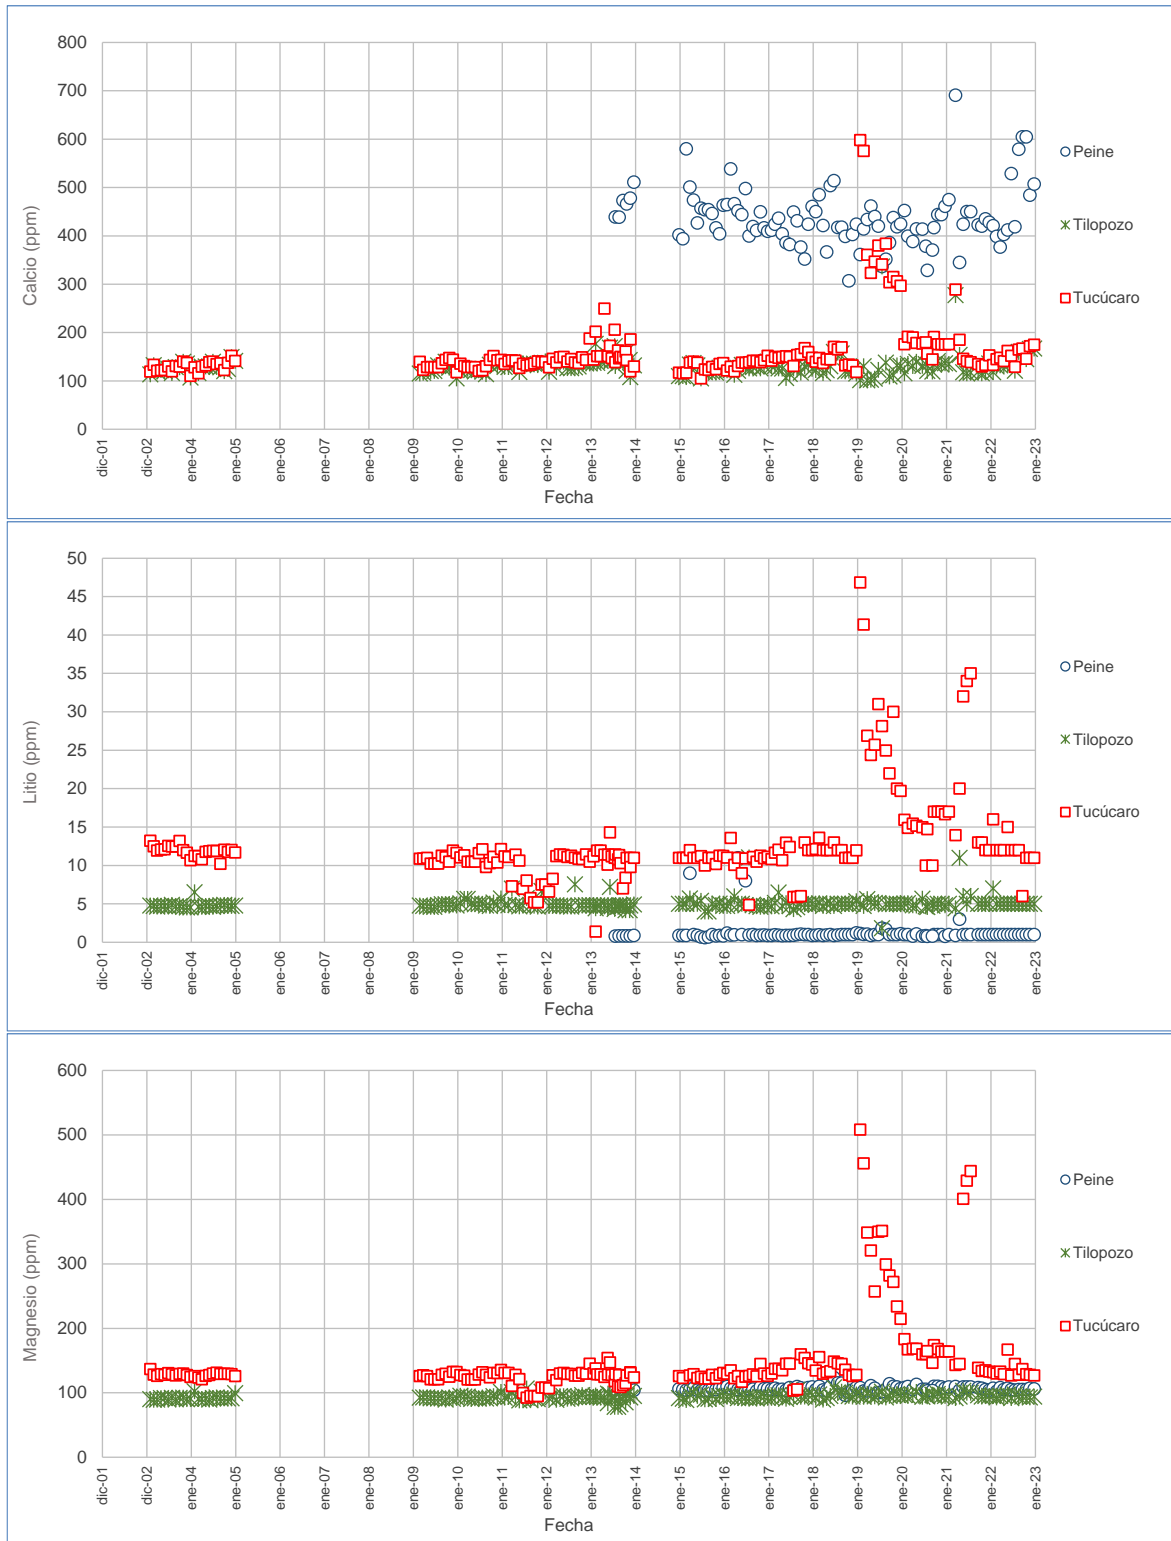 800
700
600
500
400
300
200
100
0
Calcio (ppm)
dic-01
dic-02
ene-04
ene-05
ene-06
ene-07
ene-08
ene-09
ene-10
ene-11
ene-12
ene-13
ene-14
ene-15
ene-16
ene-17
ene-18
ene-19
ene-20
ene-21
ene-22
ene-23
Fecha
Peine
Tilopozo
Tucúcaro
50
45
40
35
30
25
20
15
10
5
0
Litio (ppm)
dic-01
dic-02
ene-04
ene-05
ene-06
ene-07
ene-08
ene-09
ene-10
ene-11
ene-12
ene-13
ene-14
ene-15
ene-16
ene-17
ene-18
ene-19
ene-20
ene-21
ene-22
ene-23
Fecha
Peine
Tilopozo
Tucúcaro
600
500
400
300
200
100
0
Magnesio (ppm)
dic-01
dic-02
ene-04
ene-05
ene-06
ene-07
ene-08
ene-09
ene-10
ene-11
ene-12
ene-13
ene-14
ene-15
ene-16
ene-17
ene-18
ene-19
ene-20
ene-21
ene-22
ene-23
Fecha
Peine
Tilopozo
Tucúcaro